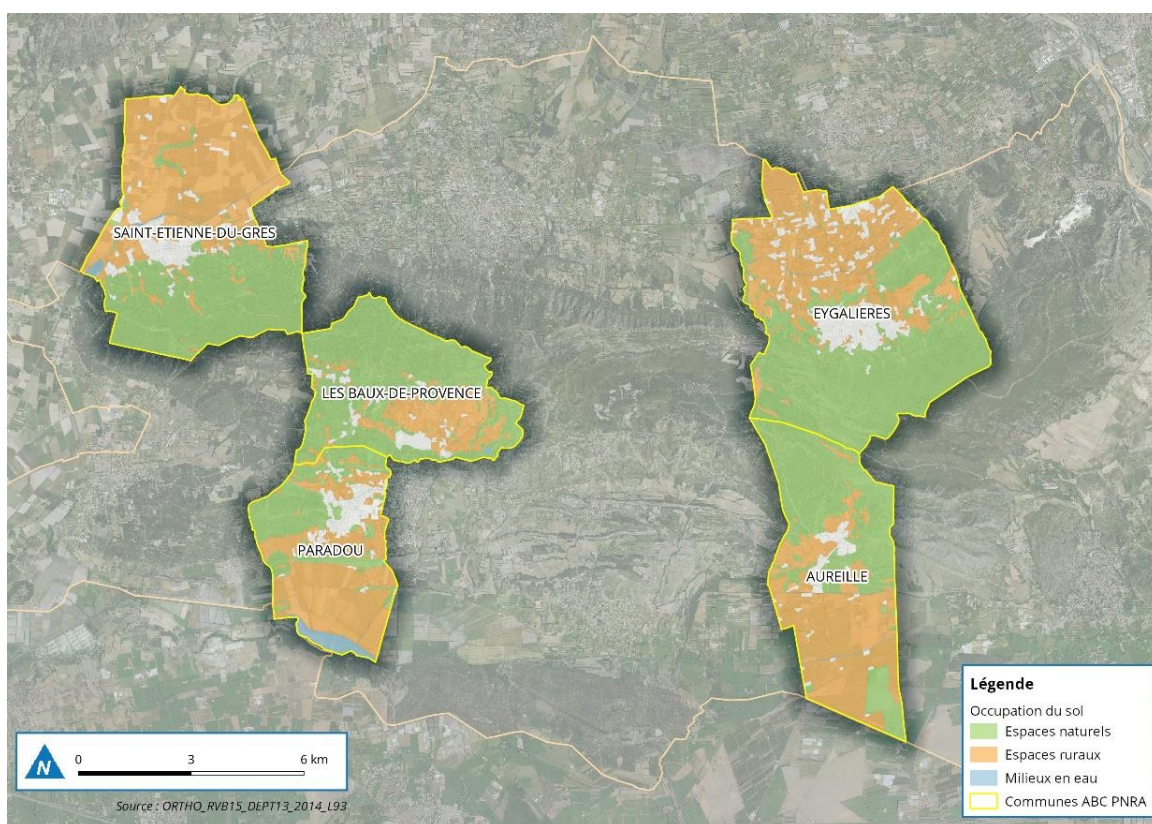 SAINT-ETIENNE-DU-GRES
EYGALIERES
LES BAUX-DE-PROVENCE
PARADOU
AUREILLE
N
0 3 6 km
Source : ORTHO_RVB15_DEPT13_2014_L93
Légende
Occupation du sol
Espaces naturels
Espaces ruraux
Milieux en eau
Communes ABC PNRA